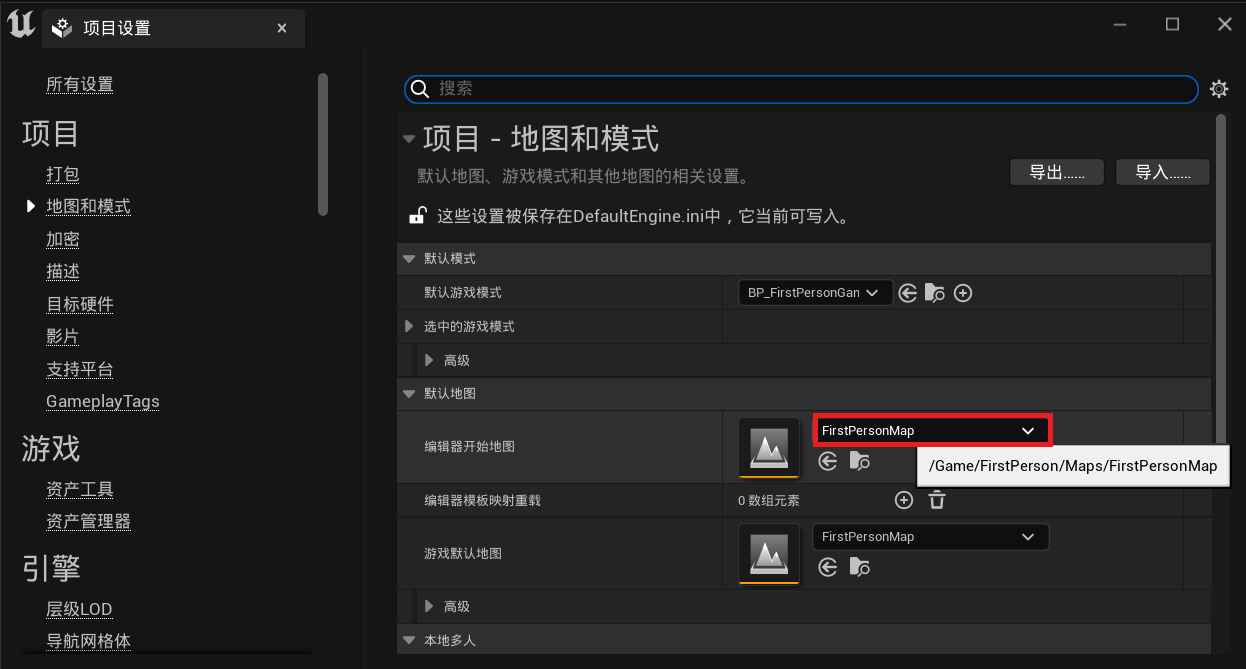 项目设置
所有设置
项目
打包
地图和模式
加密
描述
目标硬件
影片
支持平台
GameplayTags
游戏
资产工具
资产管理器
引擎
层级LOD
导航网格体
搜索
项目 - 地图和模式
默认地图、游戏模式和其他地图的相关设置。
导出......
导入......
这些设置被保存在DefaultEngine.ini中，它当前可写入。
默认模式
默认游戏模式
BP_FirstPersonGan
选中的游戏模式
高级
默认地图
编辑器开始地图
FirstPersonMap
/Game/FirstPerson/Maps/FirstPersonMap
编辑器模板映射重载
0 数组元素
游戏默认地图
FirstPersonMap
高级
本地多人